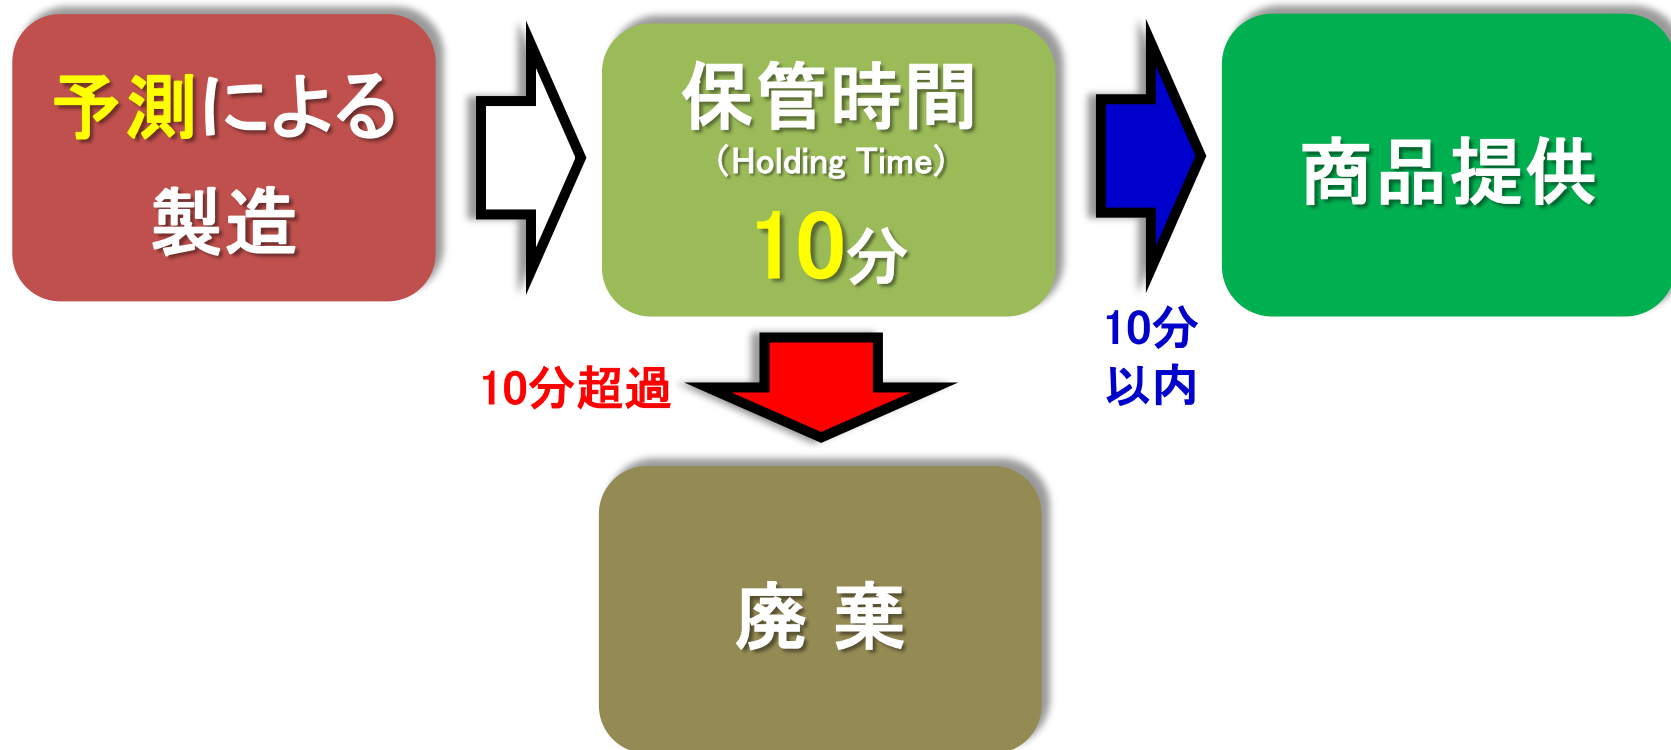 予測による
製造
保管時間
（Holding Time）
10分
商品提供
10分
以内
10分超過
廃 棄